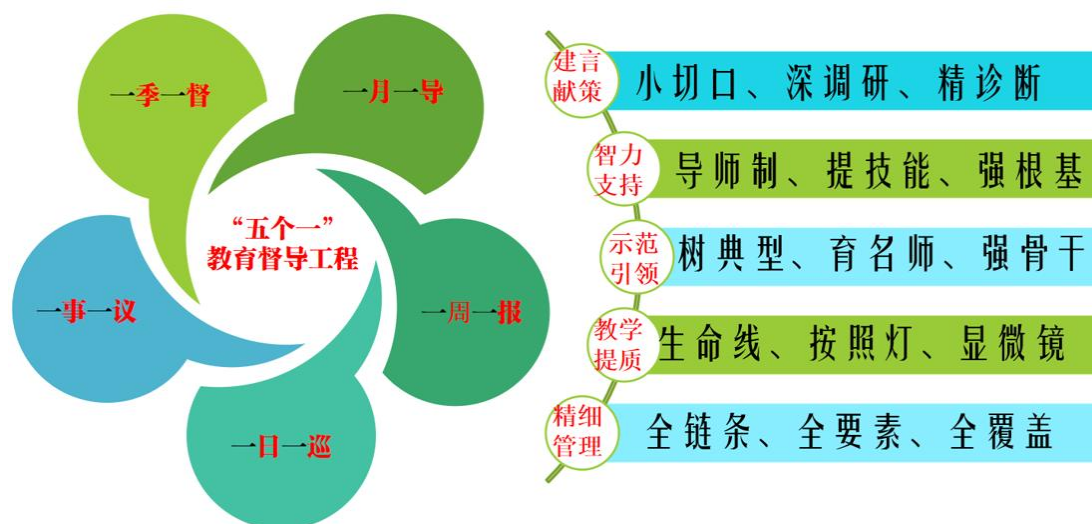 一季一督
一月一导
“五个一”
教育督导工程
一事一议
一周一报
一日一巡
建言
献策
小切口、深调研、精诊断
智力
支持
导师制、提技能、强根基
示范
引领
树典型、育名师、强骨干
教学
提质
生命线、按照灯、显微镜
精细
管理
全链条、全要素、全覆盖